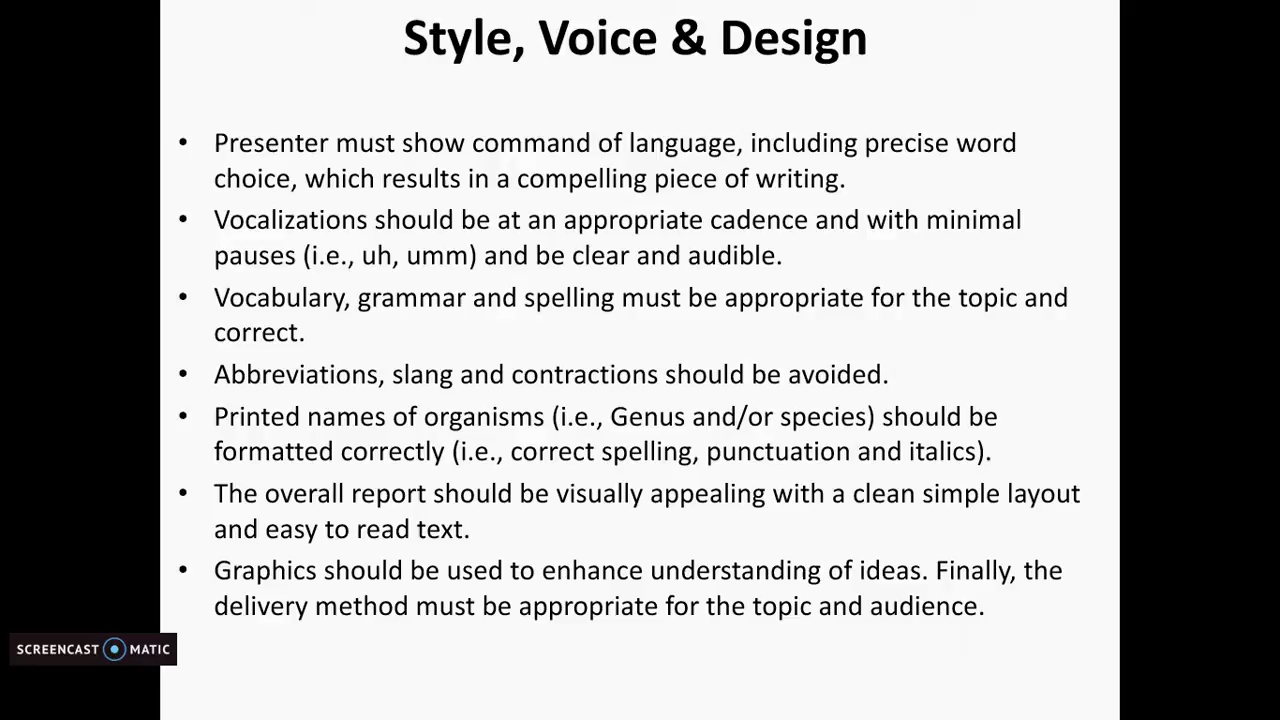 Style, Voice & Design
• Presenter must show command of language, including precise word
choice, which results in a compelling piece of writing.
• Vocalizations should be at an appropriate cadence and with minimal
pauses (i.e., uh, umm) and be clear and audible.
• Vocabulary, grammar and spelling must be appropriate for the topic and
correct.
• Abbreviations, slang and contractions should be avoided.
• Printed names of organisms (i.e., Genus and/or species) should be
formatted correctly (i.e., correct spelling, punctuation and italics).
• The overall report should be visually appealing with a clean simple layout
and easy to read text.
• Graphics should be used to enhance understanding of ideas. Finally, the
delivery method must be appropriate for the topic and audience.
SCREENCAST MATIC